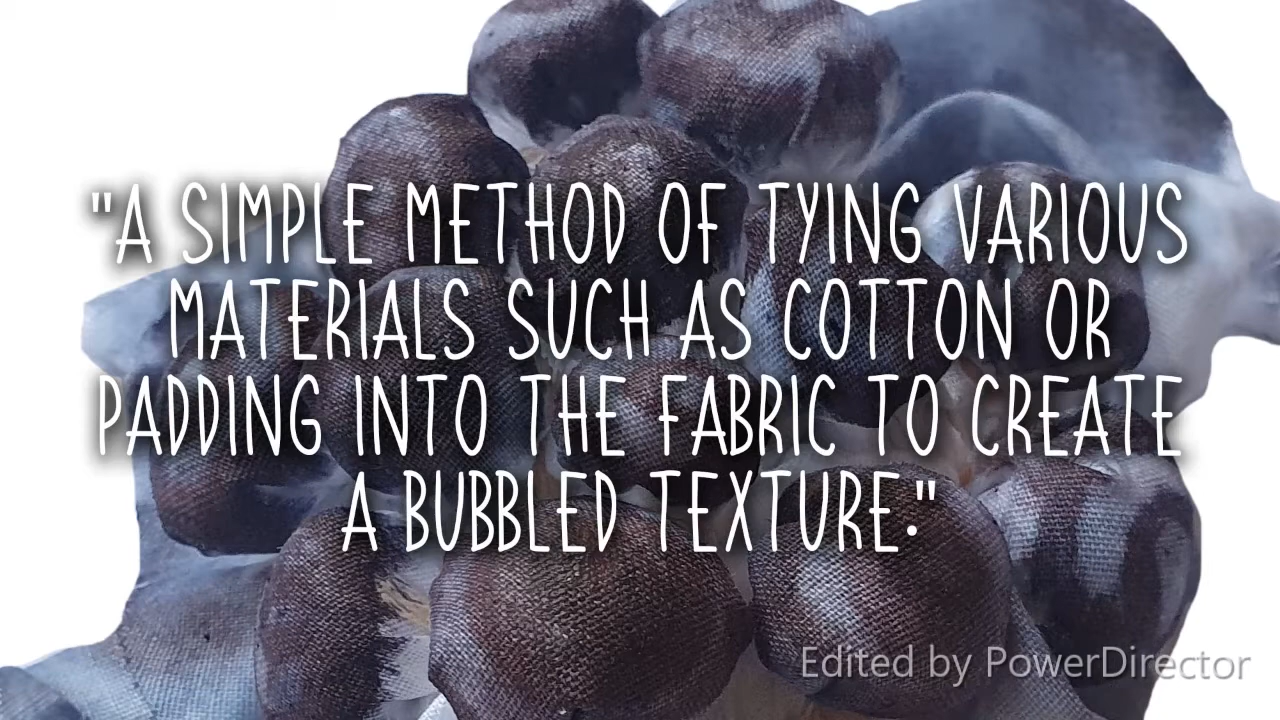 "A SIMPLE METHOD OF TYING VARIOUS
MATERIALS SUCH AS COTTON OR
PADDING INTO THE FABRIC TO CREATE
A BUBBLED TEXTURE."
Edited by PowerDirector